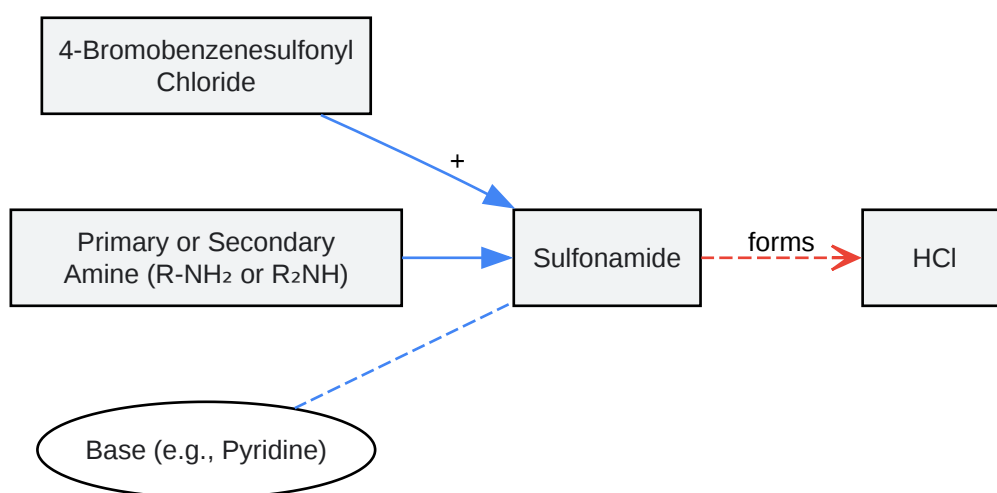 4-Bromobenzenesulfonyl
Chloride
+
Primary or Secondary
Amine (R-NH₂ or R₂NH)
Sulfonamide
forms
HCl
Base (e.g., Pyridine)